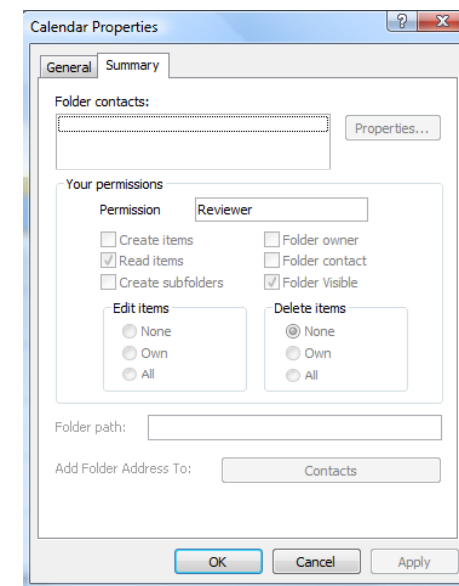 Calendar Properties
General Summary
Folder contacts:
Properties...
Your permissions
Permission Reviewer
Create items Folder owner
Read items Folder contact
Create subfolders Folder Visible
Edit items Delete items
None None
Own Own
All All
Folder path:
Add Folder Address To: Contacts
OK Cancel Apply